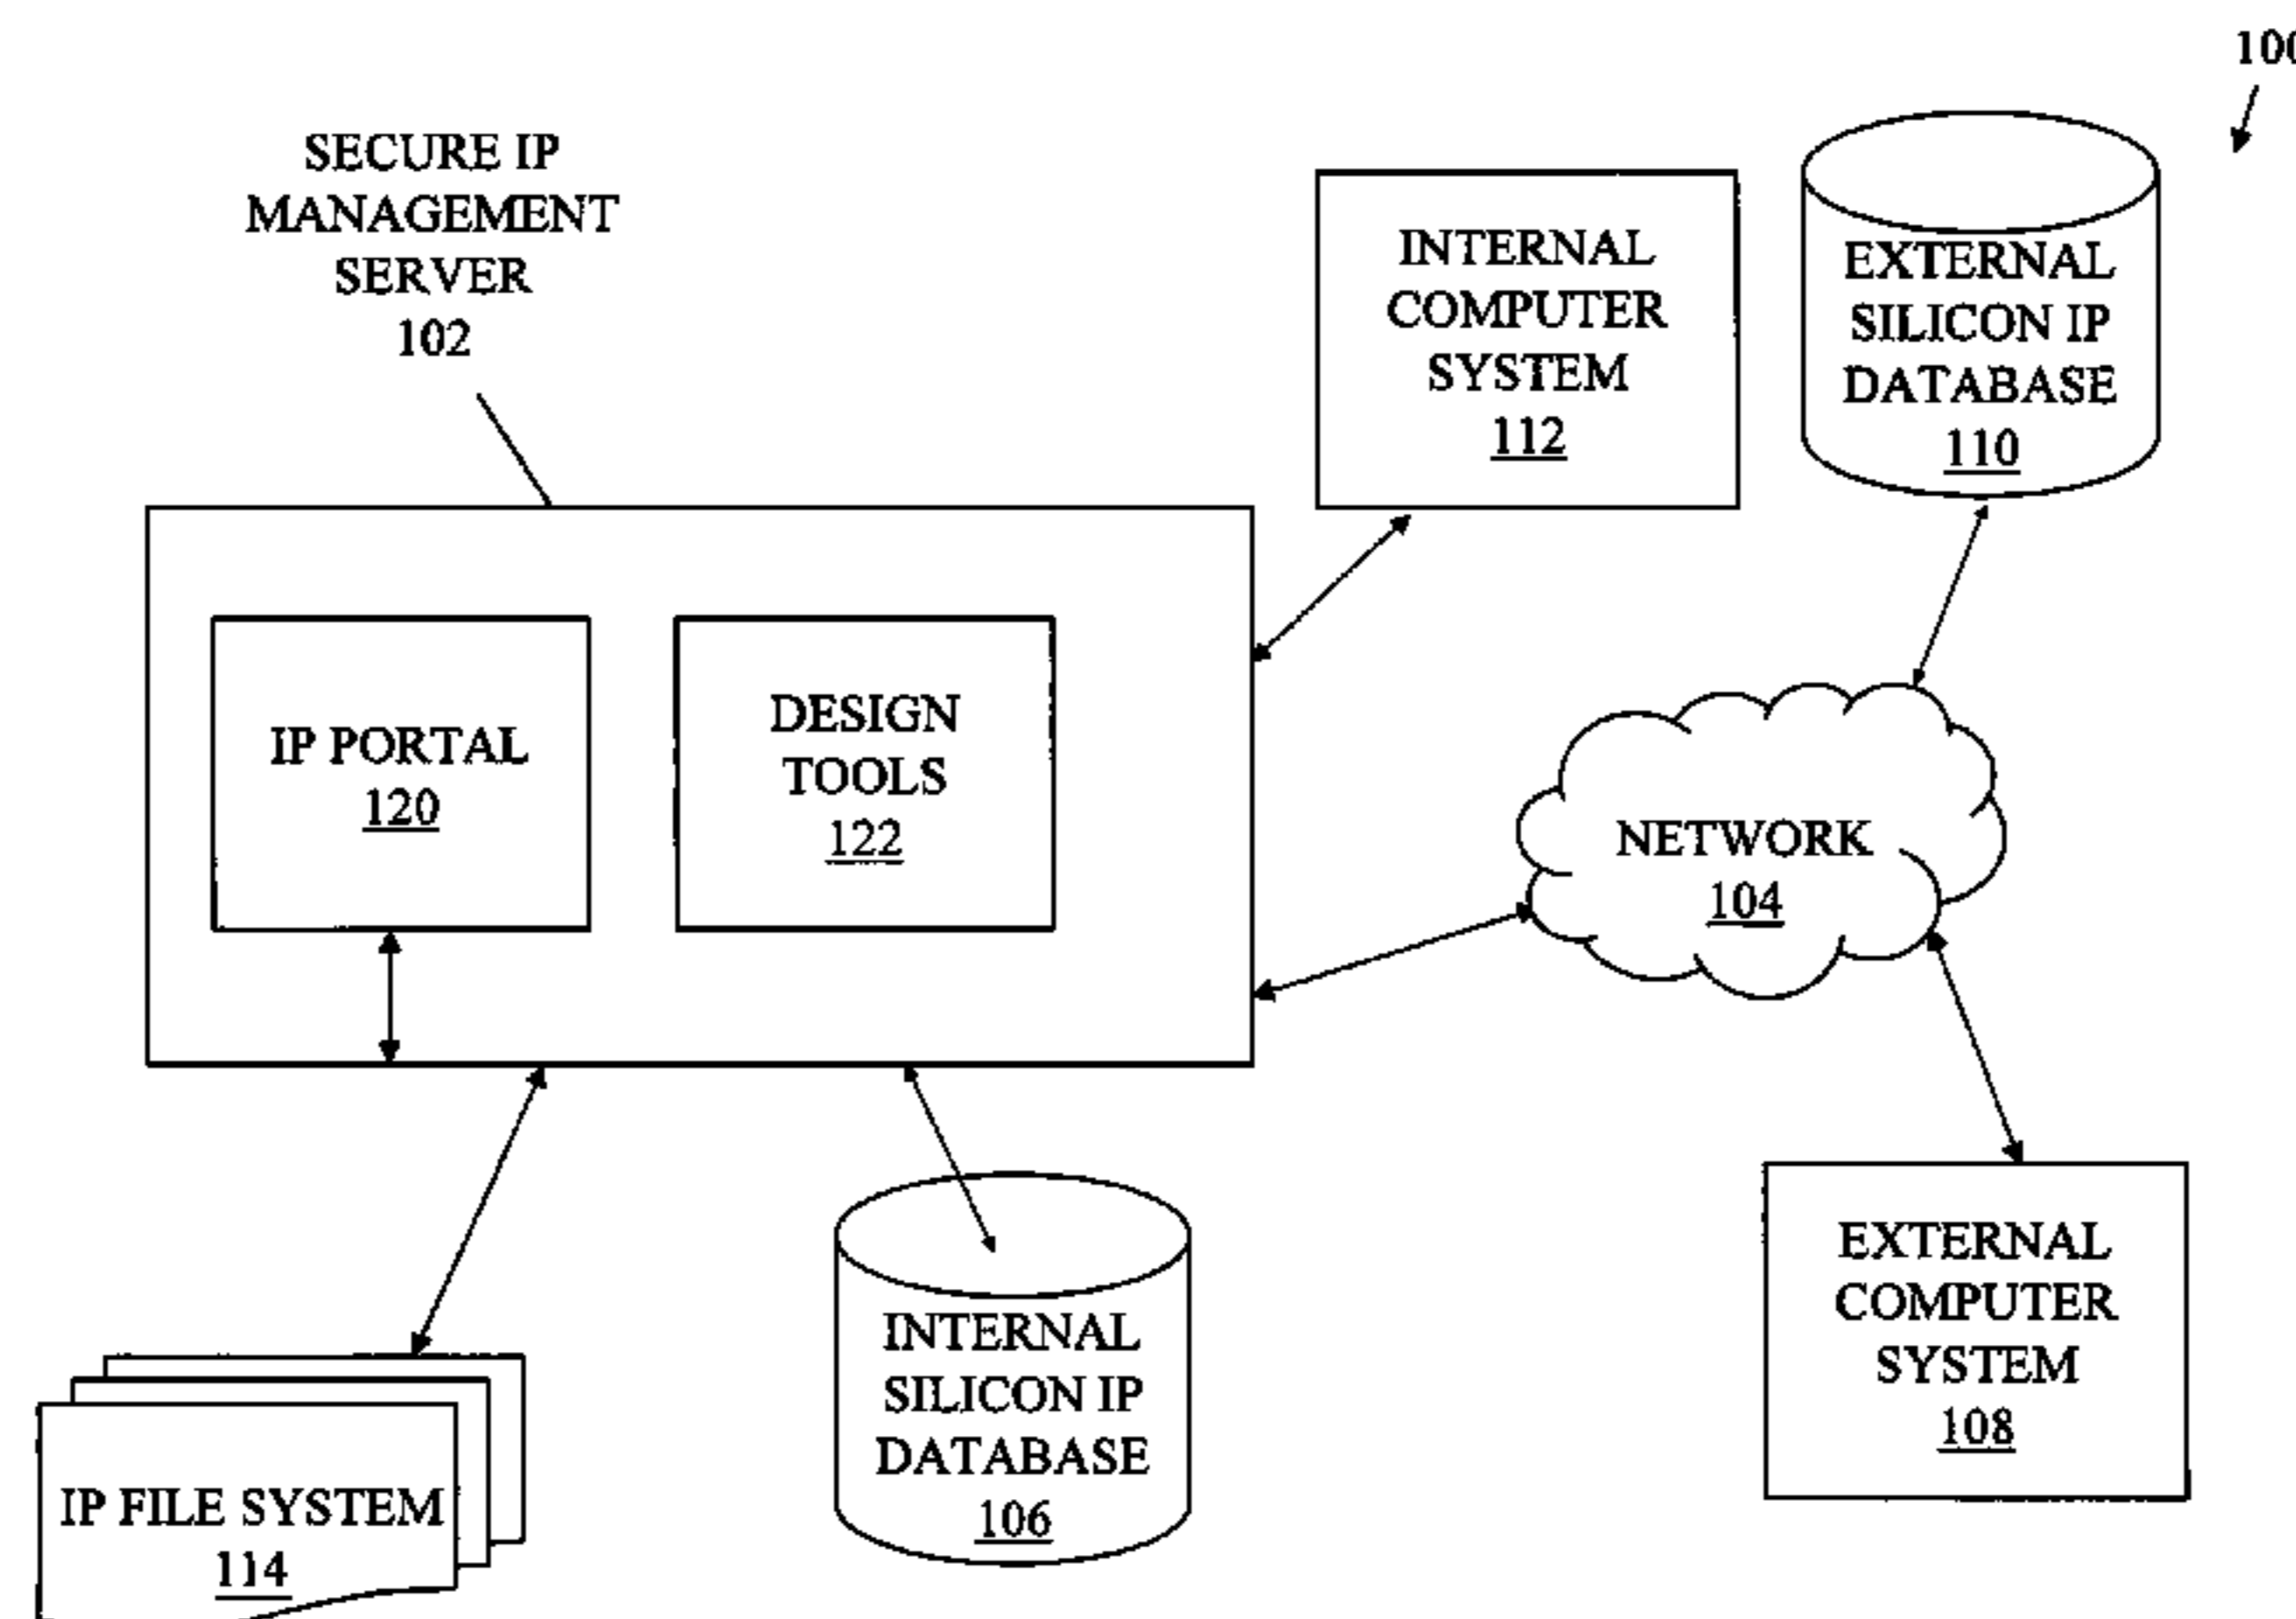 100
SECURE IP
MANAGEMENT
SERVER
102
INTERNAL
COMPUTER
SYSTEM
112
EXTERNAL
SILICON IP
DATABASE
110
IP PORTAL
120
DESIGN
TOOLS
122
NETWORK
104
IP FILE SYSTEM
114
INTERNAL
SILICON IP
DATABASE
106
EXTERNAL
COMPUTER
SYSTEM
108